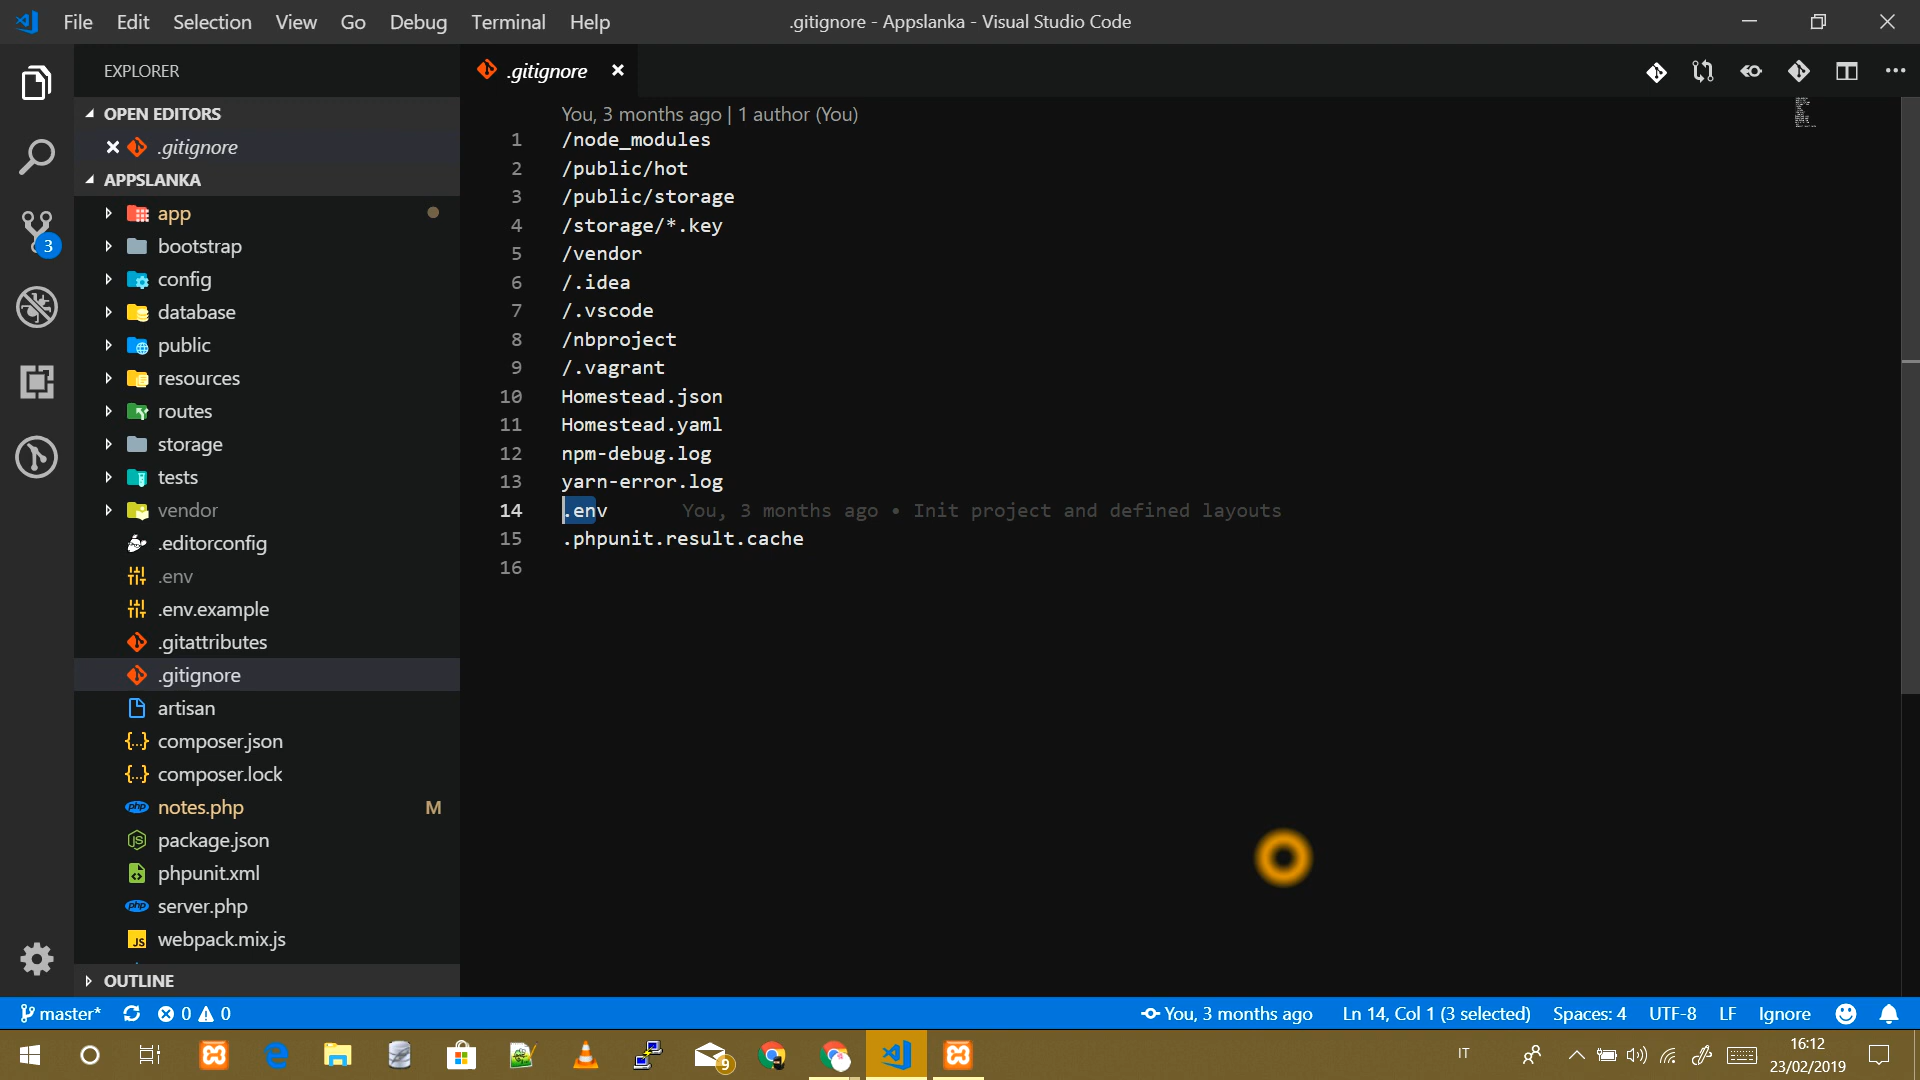 File Edit Selection View Go Debug Terminal Help
.gitignore - Appslanka - Visual Studio Code
EXPLORER
OPEN EDITORS
.gitignore
APPSLANKA
app
bootstrap
config
database
public
resources
routes
storage
tests
vendor
.editorconfig
.env
.env.example
.gitattributes
.gitignore
artisan
composer.json
composer.lock
notes.php M
package.json
phpunit.xml
server.php
webpack.mix.js
OUTLINE
3
.gitignore
You, 3 months ago | 1 author (You)
1 /node_modules
2 /public/hot
3 /public/storage
4 /storage/*.key
5 /vendor
6 /.idea
7 /.vscode
8 /nbproject
9 /.vagrant
10 Homestead.json
11 Homestead.yaml
12 npm-debug.log
13 yarn-error.log
14 .env You, 3 months ago • Init project and defined layouts
15 .phpunit.result.cache
16
master* 0 0 You, 3 months ago Ln 14, Col 1 (3 selected) Spaces: 4 UTF-8 LF Ignore
9
IT
16:12
23/02/2019